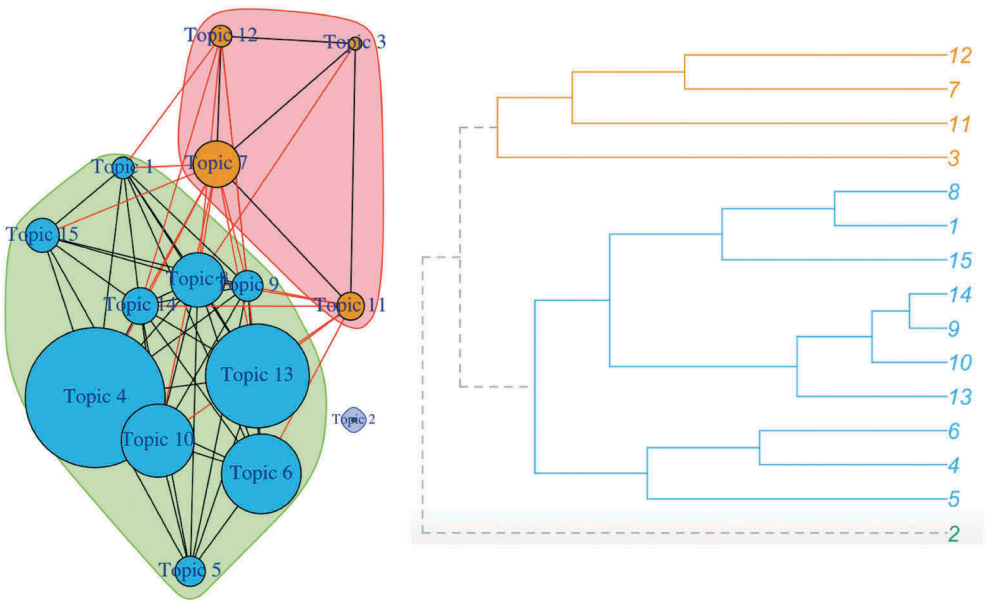 Topic 12
Topic 3
Topic 7
Topic 1
Topic 15
Topic 8
Topic 9
Topic 14
Topic 11
Topic 13
Topic 4
Topic 2
Topic 10
Topic 6
Topic 5
12
7
11
3
8
1
15
14
9
10
13
6
4
5
2